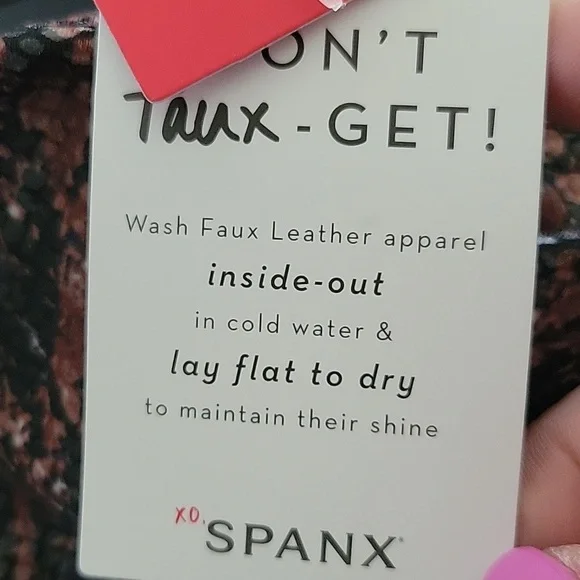 ON'T
Faux-GET!
Wash Faux Leather apparel
inside-out
in cold water &
lay flat to dry
to maintain their shine
XO, SPANX